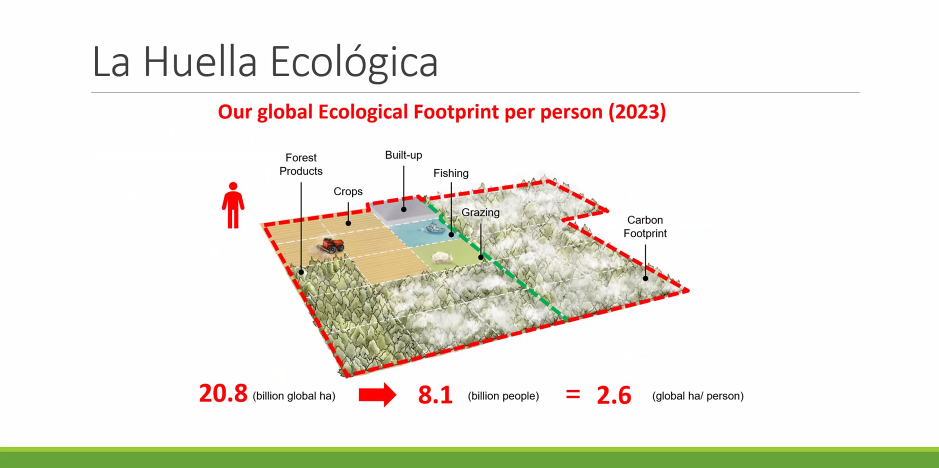 La Huella Ecológica
Our global Ecological Footprint per person (2023)
Forest
Products
Crops
Built-up
Fishing
Grazing
Carbon
Footprint
20.8 (billion global ha) 8.1 (billion people) = 2.6 (global ha/ person)